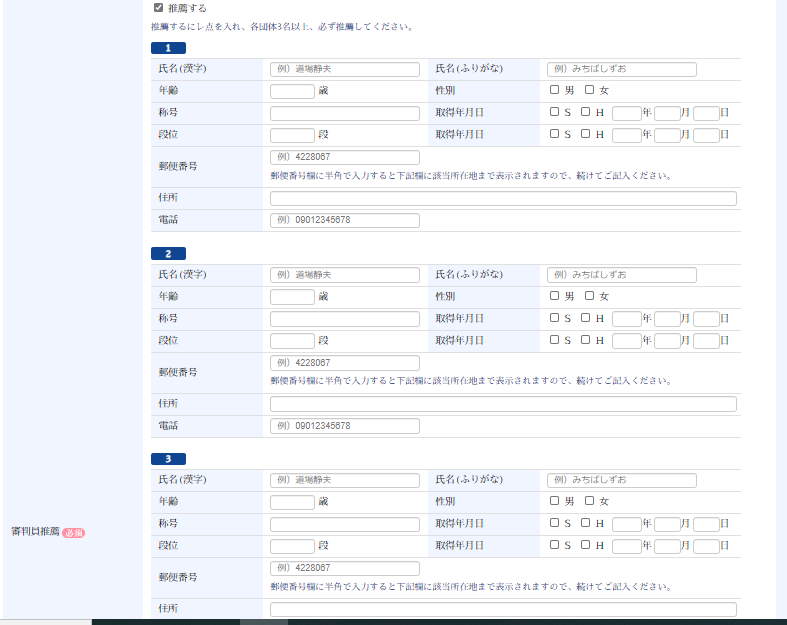 推薦する
推薦するにレ点を入れ、各団体3名以上、必ず推薦してください。
1
氏名(漢字) 例）道場静夫 氏名(ふりがな) 例）みちばしずお
年齢 歳 性別 男 女
称号 取得年月日 S H 年 月 日
段位 段 取得年月日 S H 年 月 日
郵便番号 例）4228067
郵便番号欄に半角で入力すると下記欄に該当所在地まで表示されますので、続けてご記入ください。
住所
電話 例）09012345678
2
氏名(漢字) 例）道場静夫 氏名(ふりがな) 例）みちばしずお
年齢 歳 性別 男 女
称号 取得年月日 S H 年 月 日
段位 段 取得年月日 S H 年 月 日
郵便番号 例）4228067
郵便番号欄に半角で入力すると下記欄に該当所在地まで表示されますので、続けてご記入ください。
住所
電話 例）09012345678
3
氏名(漢字) 例）道場静夫 氏名(ふりがな) 例）みちばしずお
年齢 歳 性別 男 女
称号 取得年月日 S H 年 月 日
審判員推薦 必須
段位 段 取得年月日 S H 年 月 日
郵便番号 例）4228067
郵便番号欄に半角で入力すると下記欄に該当所在地まで表示されますので、続けてご記入ください。
住所